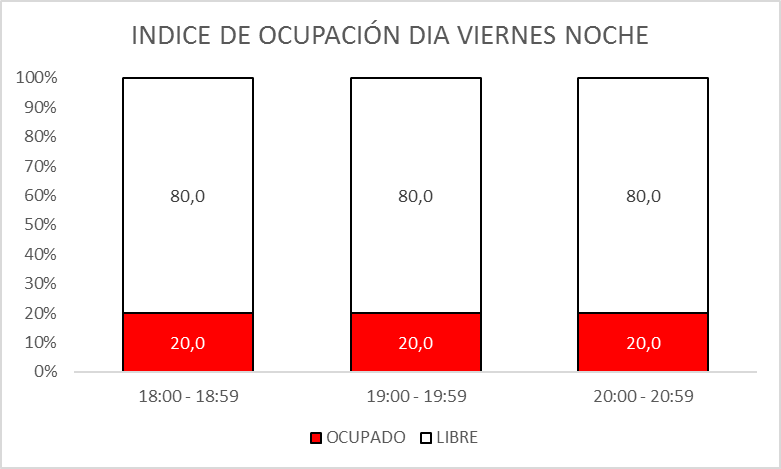 INDICE DE OCUPACIÓN DIA VIERNES NOCHE
100%
90%
80%
70%
60%
50%
40%
30%
20%
10%
0%
80,0 80,0 80,0
20,0 20,0 20,0
18:00 - 18:59 19:00 - 19:59 20:00 - 20:59
OCUPADO LIBRE